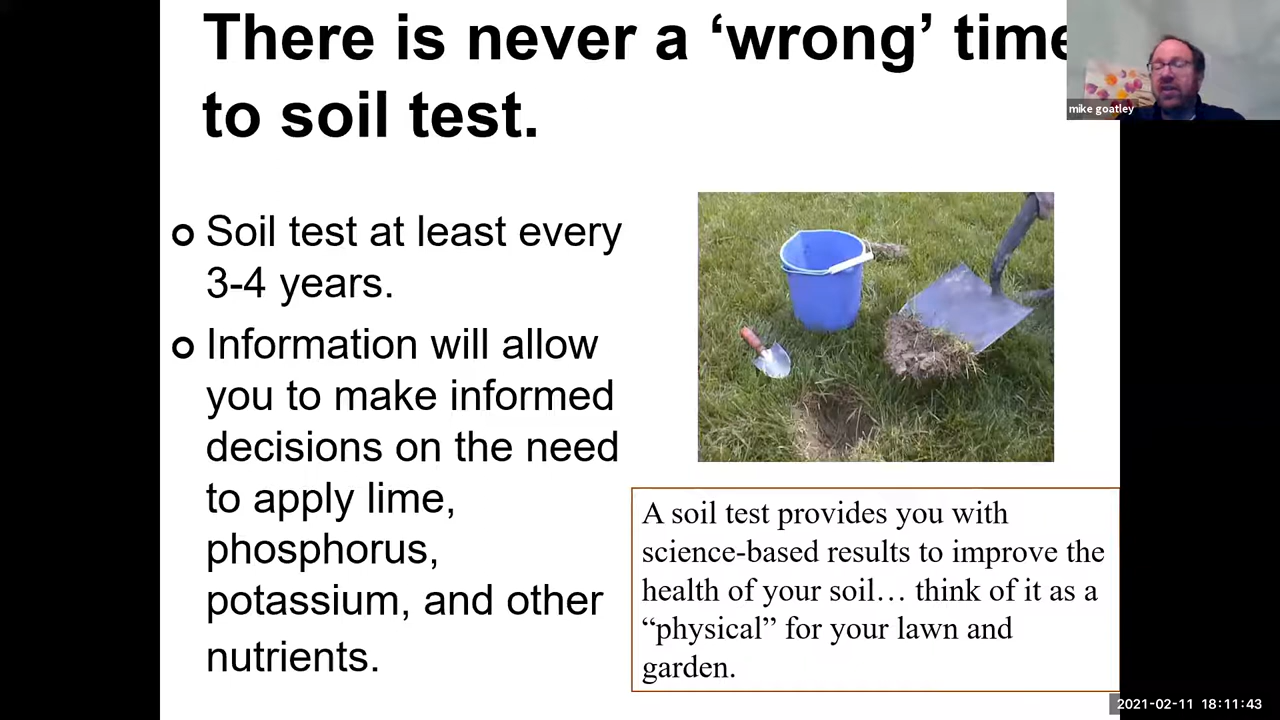 There is never a ‘wrong’ time
to soil test.
mike goatley
Soil test at least every
3-4 years.
Information will allow
you to make informed
decisions on the need
to apply lime,
phosphorus,
potassium, and other
nutrients.
A soil test provides you with
science-based results to improve the
health of your soil… think of it as a
“physical” for your lawn and
garden.
2021-02-11 18:11:43